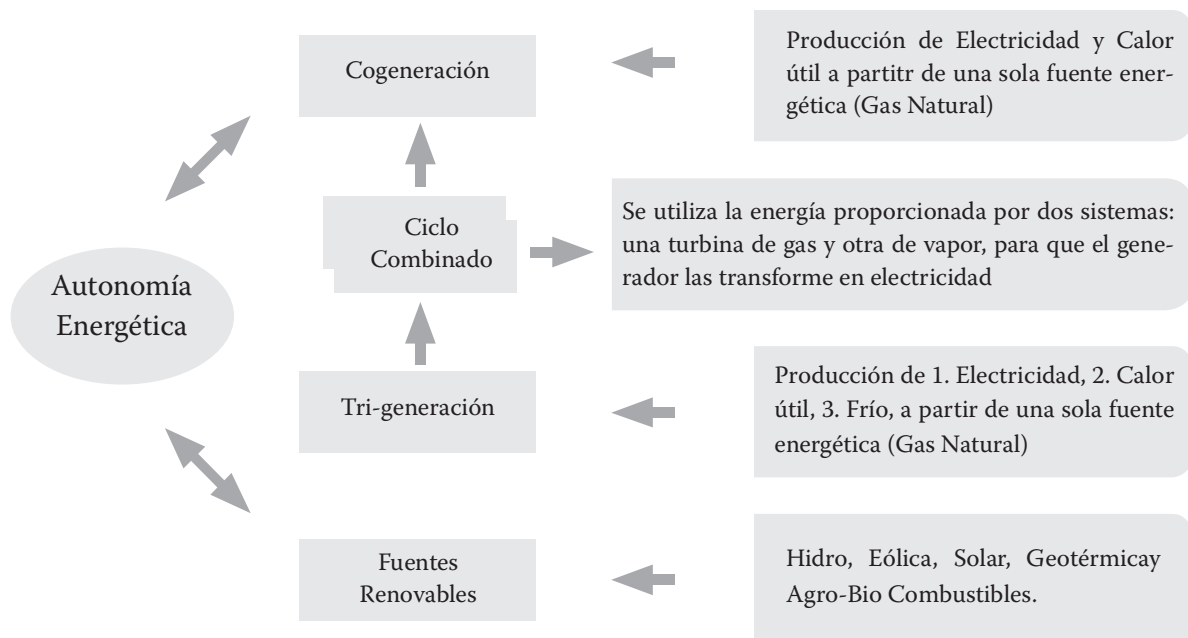 Autonomía
Energética
Cogeneración
Producción de Electricidad y Calor
útil a partitr de una sola fuente ener-
gética (Gas Natural)
Ciclo
Combinado
Se utiliza la energía proporcionada por dos sistemas:
una turbina de gas y otra de vapor, para que el gene-
rador las transforme en electricidad
Tri-generación
Producción de 1. Electricidad, 2. Calor
útil, 3. Frío, a partir de una sola fuente
energética (Gas Natural)
Fuentes
Renovables
Hidro, Eólica, Solar, Geotérmicay
Agro-Bio Combustibles.